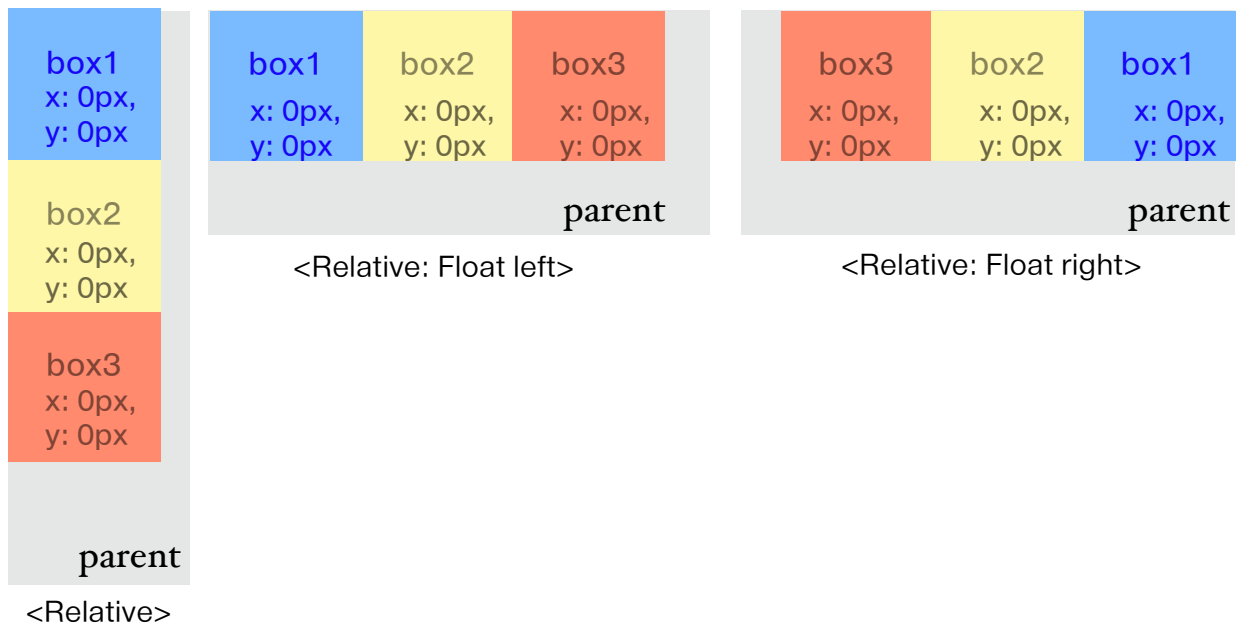 box1
x: 0px,
y: 0px
box2
x: 0px,
y: 0px
box3
x: 0px,
y: 0px
parent
<Relative>
box1
x: 0px,
y: 0px
box2
x: 0px,
y: 0px
box3
x: 0px,
y: 0px
parent
<Relative: Float left>
box3
x: 0px,
y: 0px
box2
x: 0px,
y: 0px
box1
x: 0px,
y: 0px
parent
<Relative: Float right>